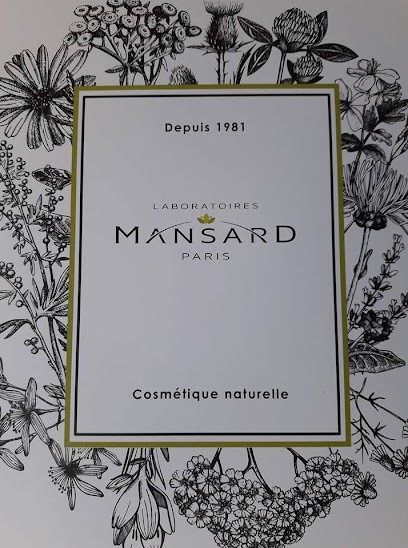 Depuis 1981
LABORATOIRES
MANSARD
PARIS
Cosmétique naturelle